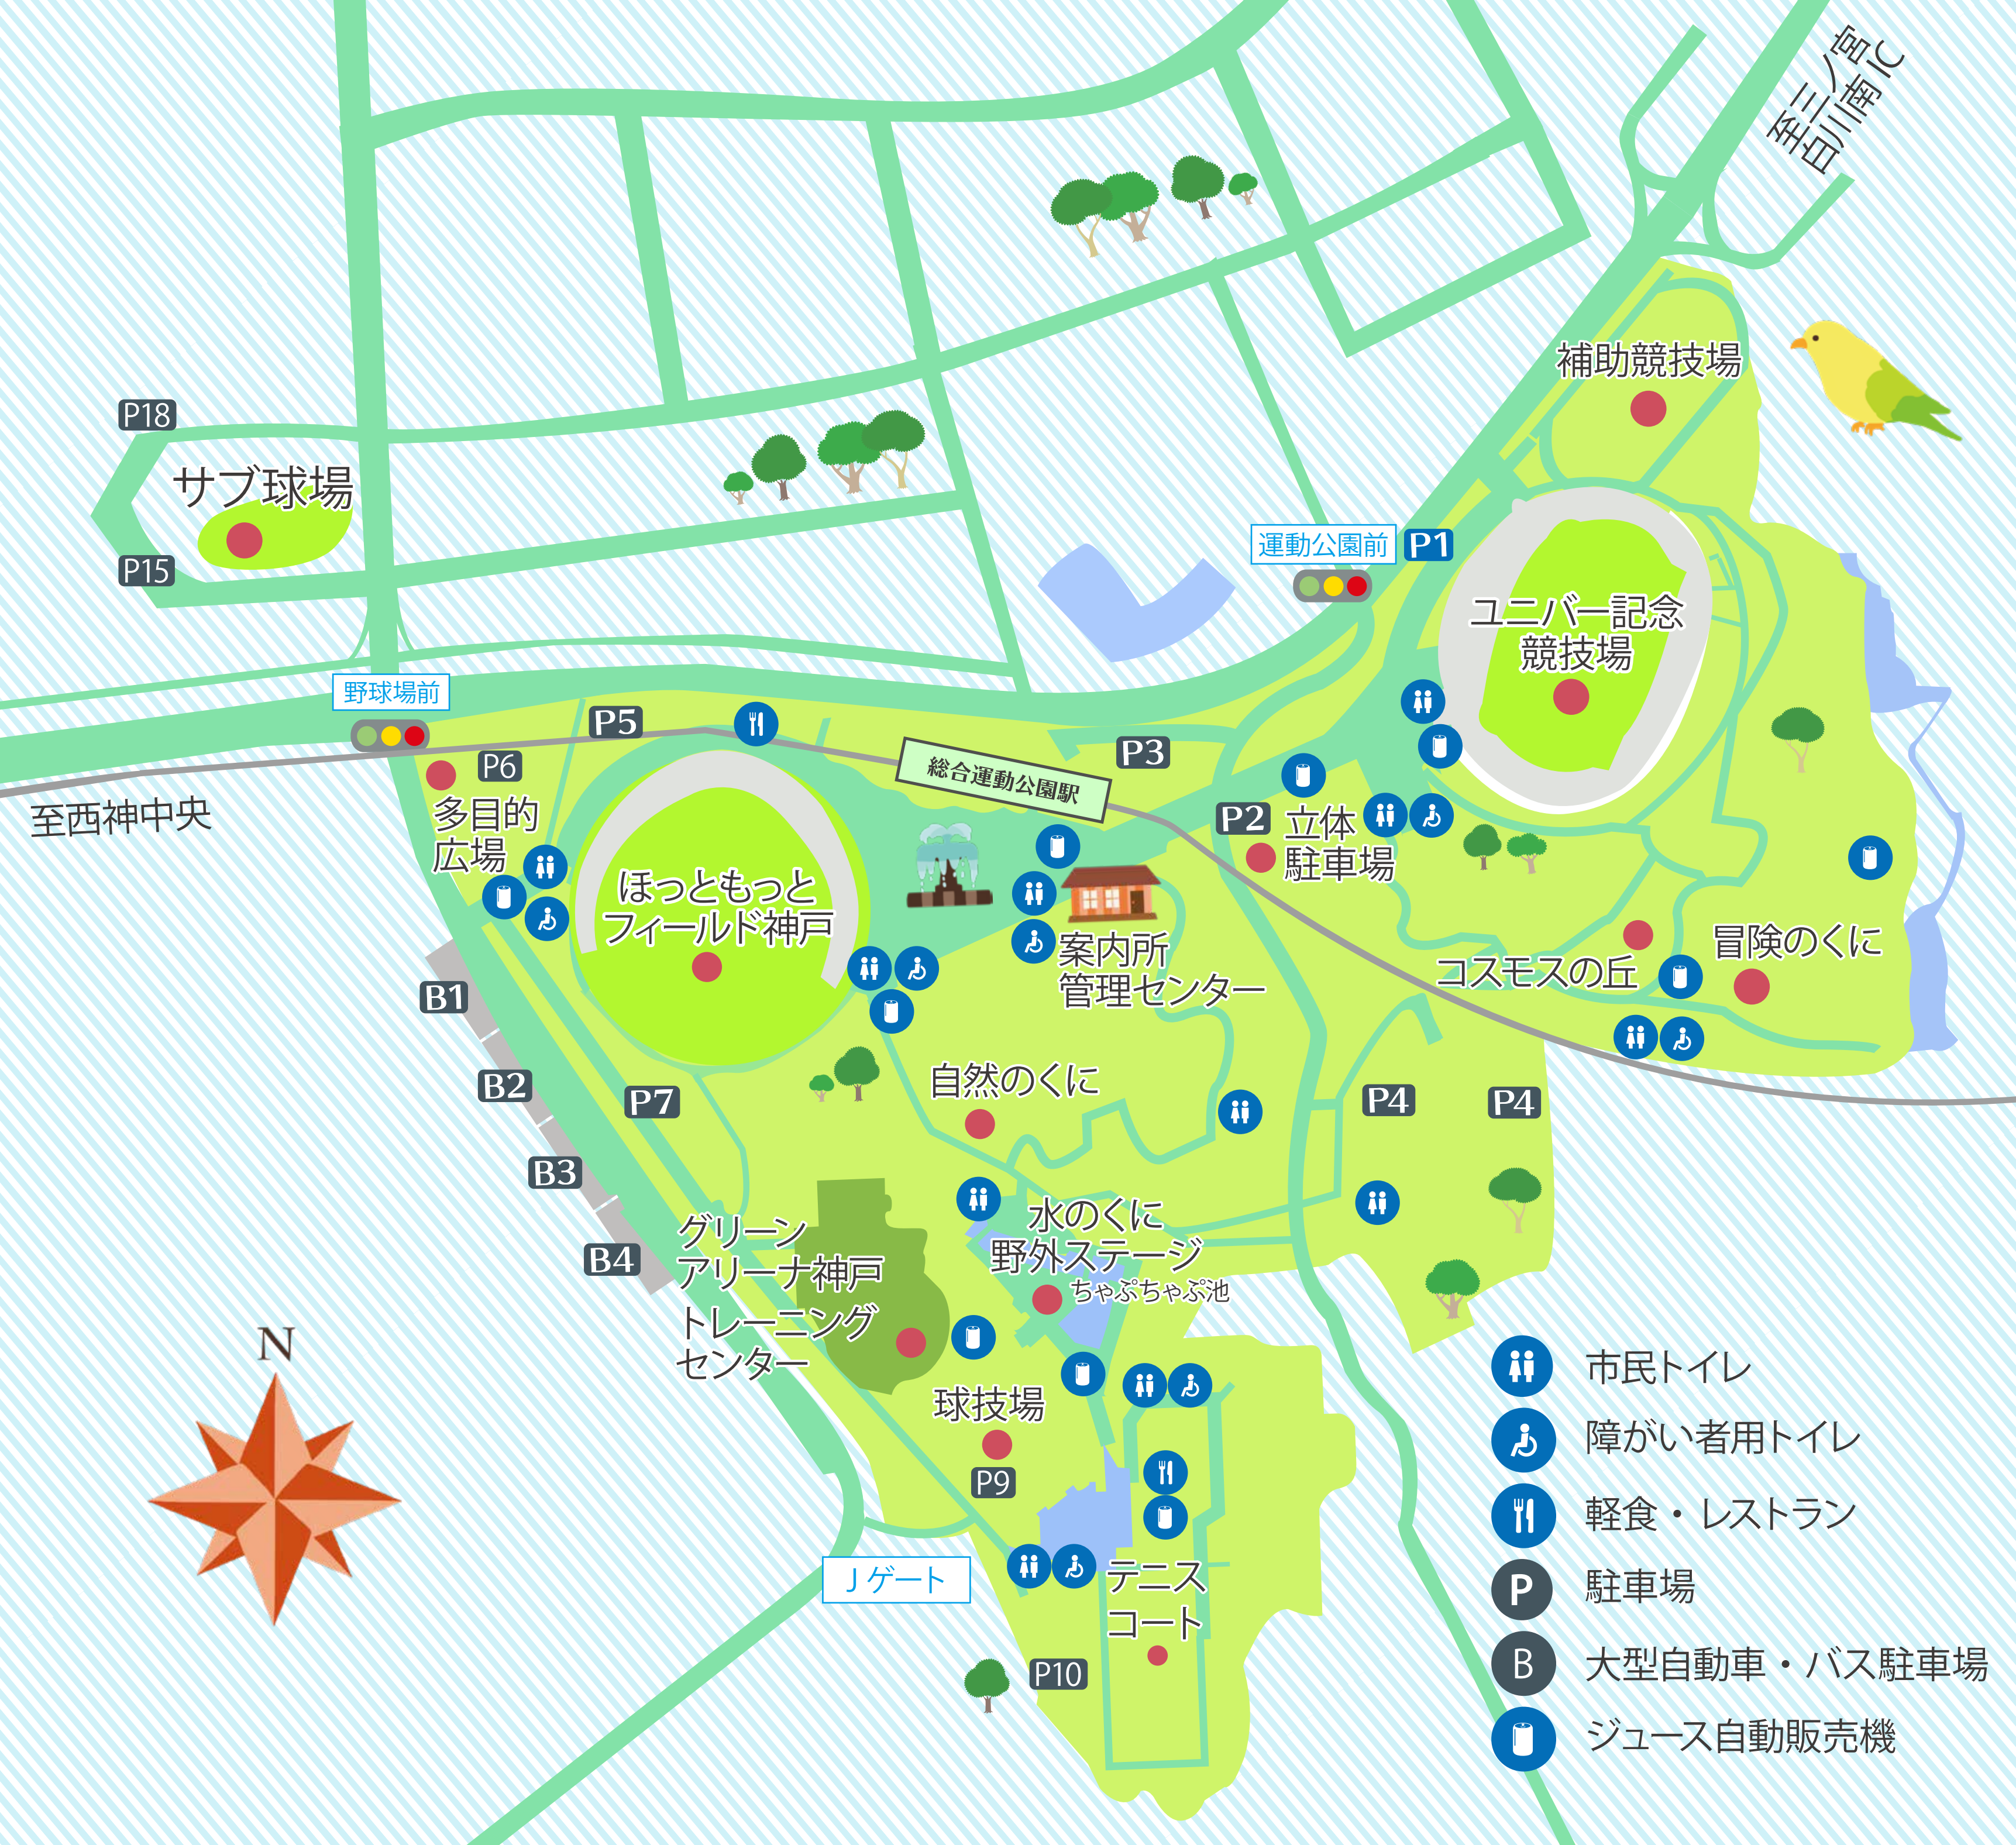 至三ノ宮
白川南IC
補助競技場
P18
サブ球場
P15
運動公園前
P1
ユニバー記念
競技場
野球場前
P5
P6
総合運動公園駅
P3
至西神中央
多目的
広場
P2
立体
駐車場
ほっともっと
フィールド神戸
案内所
管理センター
コスモスの丘
冒険のくに
B1
B2
P7
自然のくに
P4
P4
B3
B4
グリーン
アリーナ神戸
トレーニング
センター
水のくに
野外ステージ
ちゃぷちゃぷ池
球技場
P9
Jゲート
テニス
コート
P10
N
市民トイレ
障がい者用トイレ
軽食・レストラン
P
駐車場
B
大型自動車・バス駐車場
ジュース自動販売機